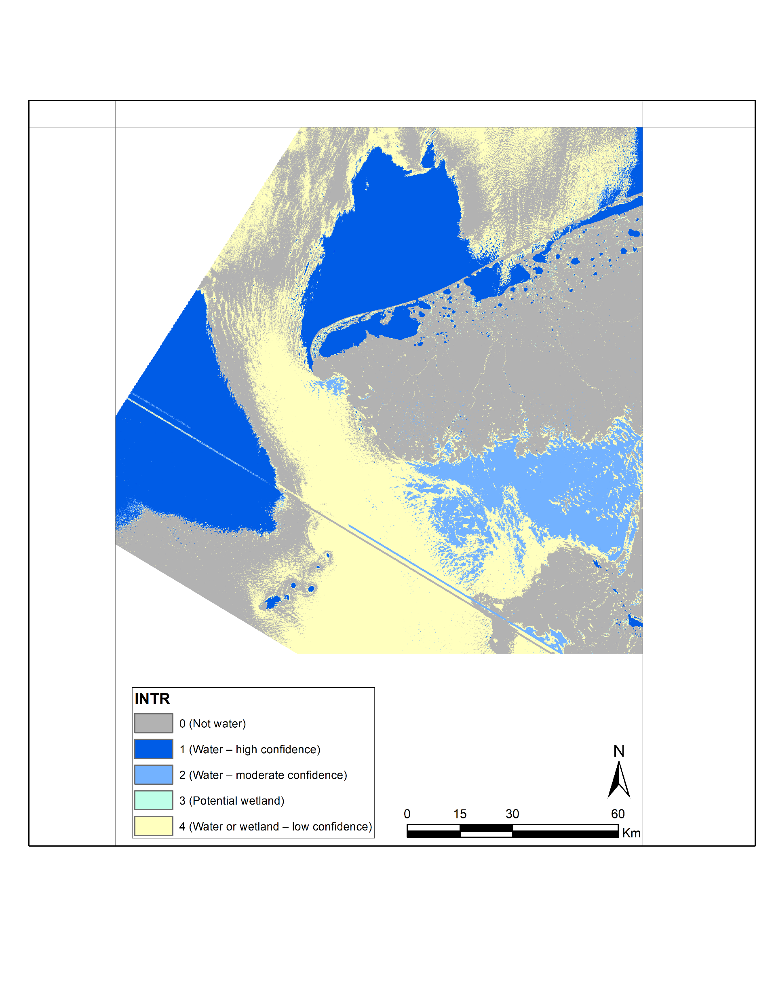 INTR
0 (Not water)
1 (Water – high confidence)
2 (Water – moderate confidence)
3 (Potential wetland)
4 (Water or wetland – low confidence)
N
0 15 30 60
Km